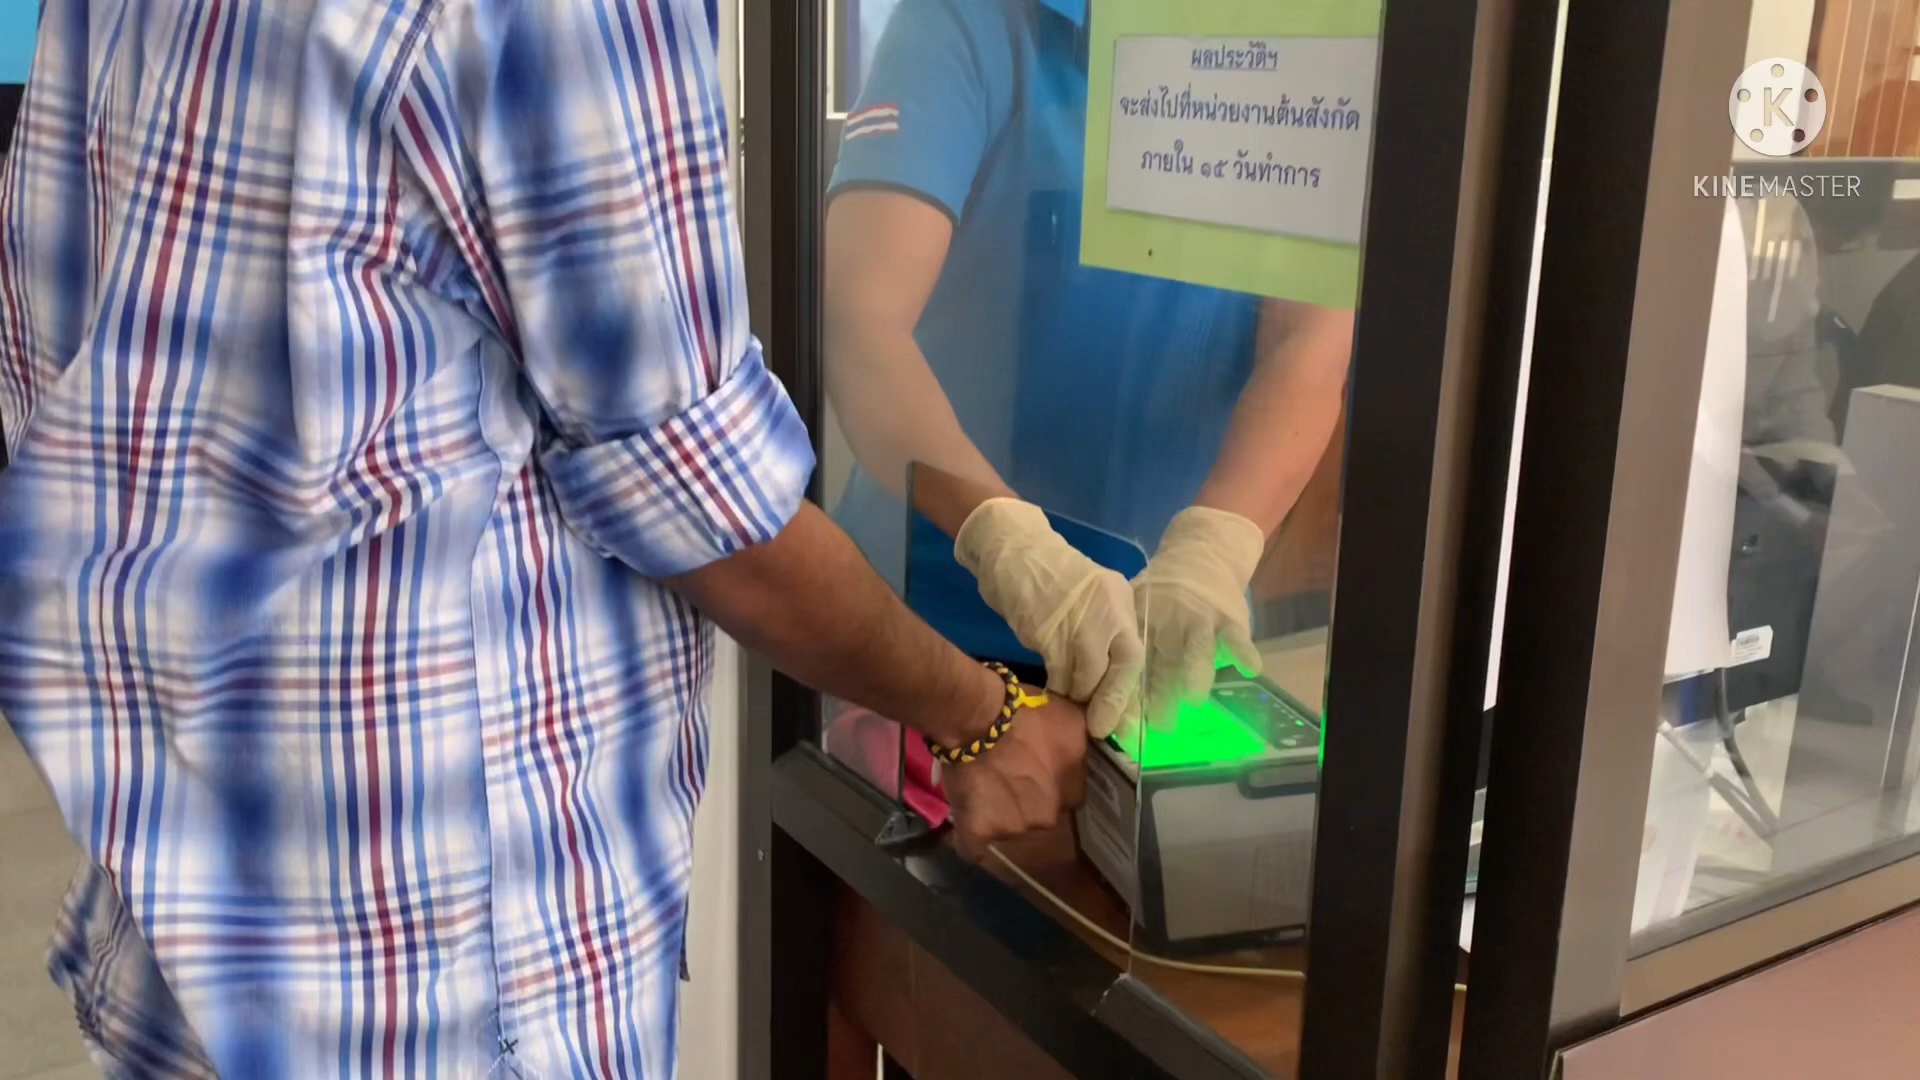 ผลประวัติฯ
จะส่งไปที่หน่วยงานต้นสังกัด
ภายใน ๑๕ วันทำการ
K
KINEMASTER